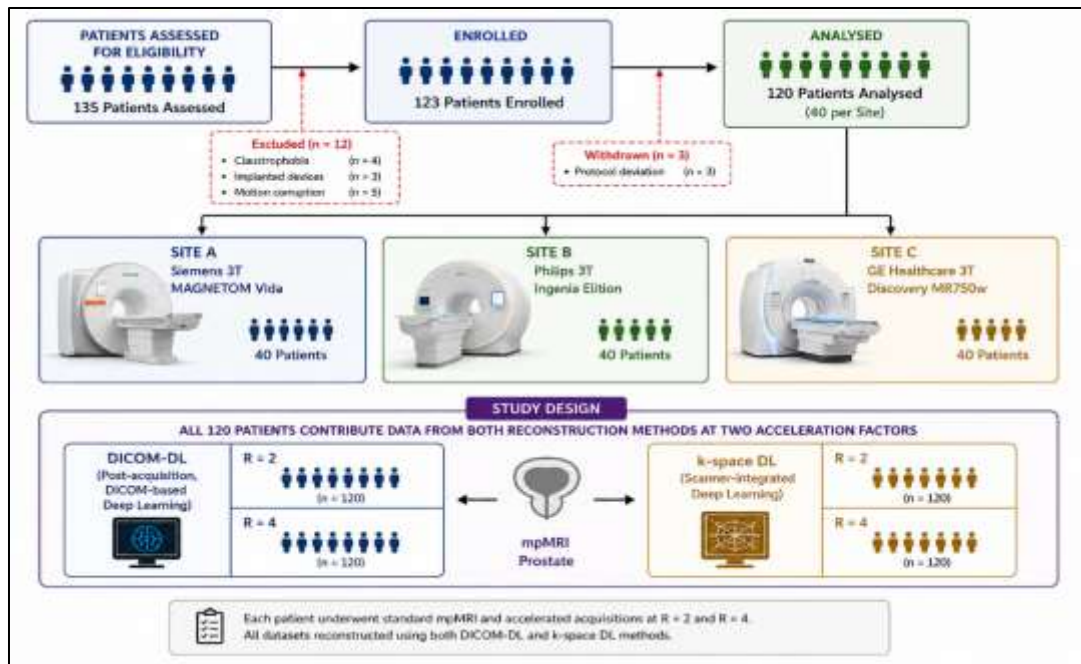 PATIENTS ASSESSED
FOR ELIGIBILITY
135 Patients Assessed
ENROLLED
123 Patients Enrolled
ANALYSED
120 Patients Analysed
(40 per Site)
Excluded (n = 12)
• Claustrophobia (n = 4)
• Implanted devices (n = 3)
• Motion corruption (n = 5)
Withdrawn (n = 3)
• Protocol deviation (n = 3)
SITE A
Siemens 3T
MAGNETOM Vida
40 Patients
SITE B
Philips 3T
Ingenia Elition
40 Patients
SITE C
GE Healthcare 3T
Discovery MR750w
40 Patients
STUDY DESIGN
ALL 120 PATIENTS CONTRIBUTE DATA FROM BOTH RECONSTRUCTION METHODS AT TWO ACCELERATION FACTORS
DICOM-DL
(Post-acquisition,
DICOM-based
Deep Learning)
R = 2
(n = 120)
R = 4
(n = 120)
mpMRI
Prostate
k-space DL
(Scanner-integrated
Deep Learning)
R = 2
(n = 120)
R = 4
(n = 120)
Each patient underwent standard mpMRI and accelerated acquisitions at R = 2 and R = 4.
All datasets reconstructed using both DICOM-DL and k-space DL methods.